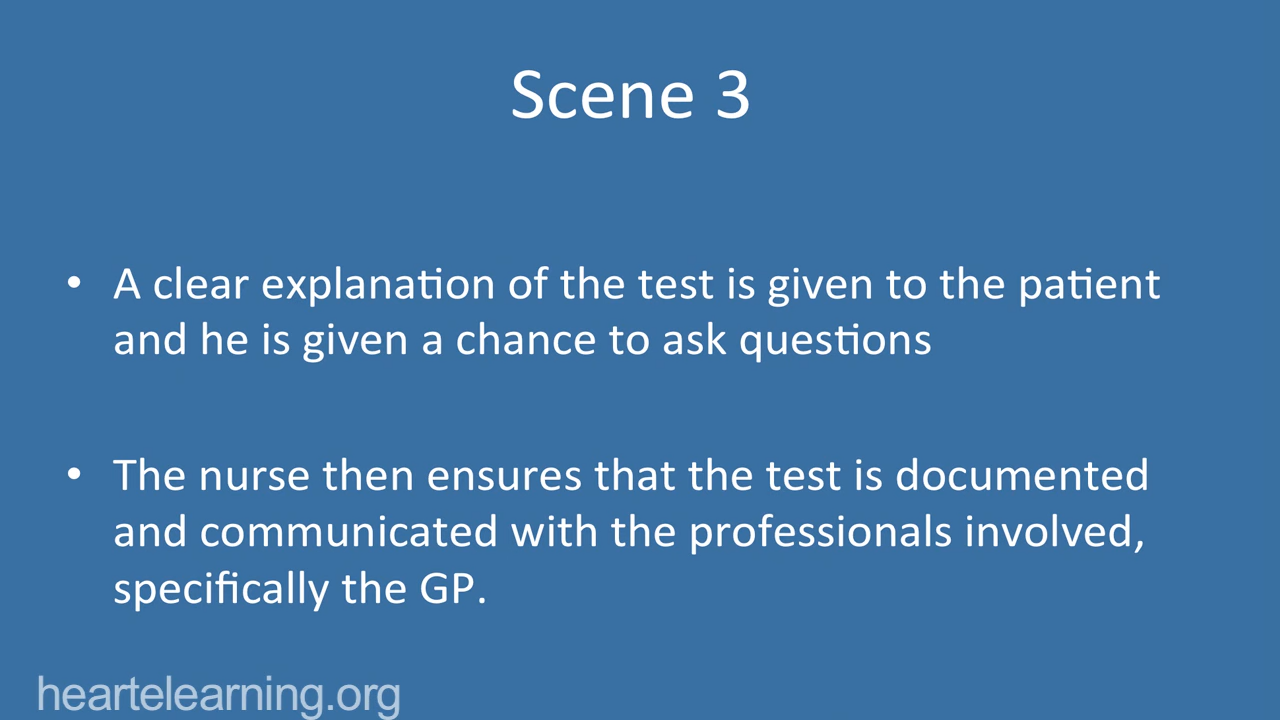 Scene 3
• A clear explanation of the test is given to the patient
and he is given a chance to ask questions
• The nurse then ensures that the test is documented
and communicated with the professionals involved,
specifically the GP.
heartelearning.org